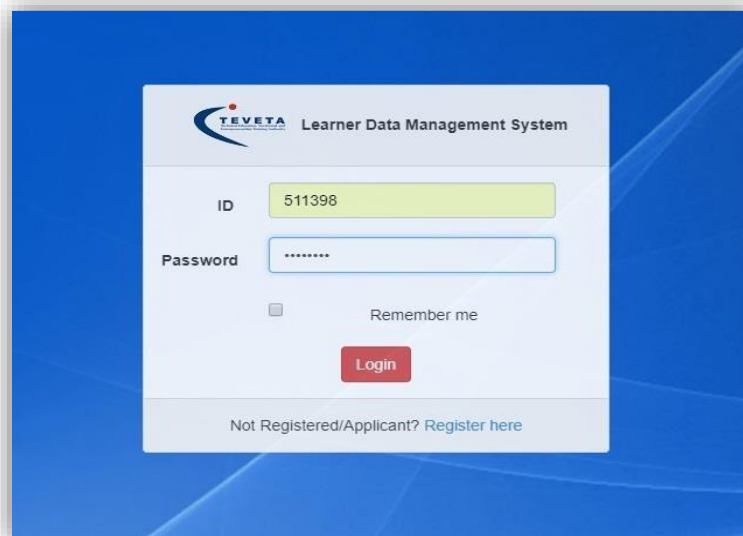 TEVETA
Learner Data Management System
ID
511398
Password
••••••••
Remember me
Login
Not Registered/Applicant? Register here